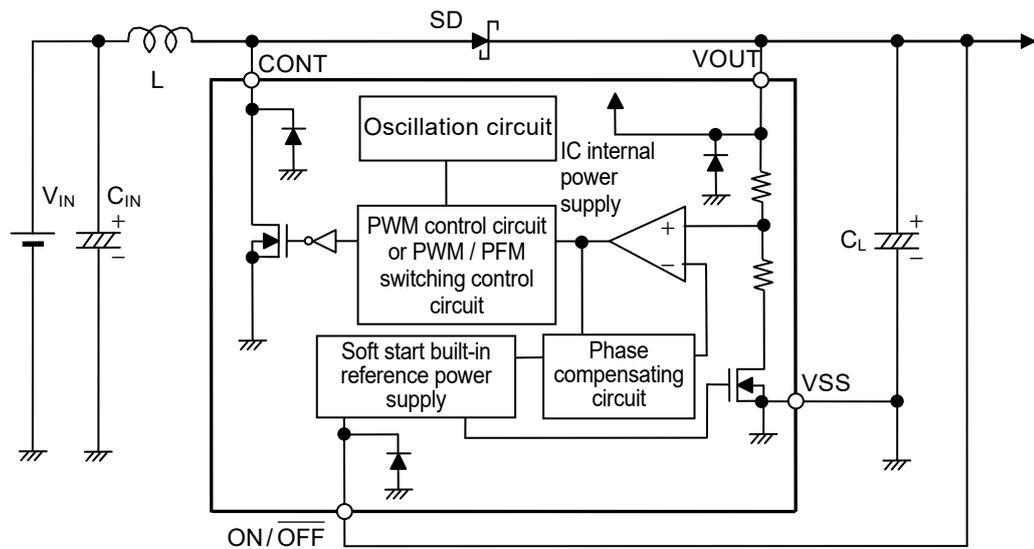 SD
CONT
VOUT
L
Oscillation circuit
IC internal
power
supply
VIN
CIN
+
−
PWM control circuit
or PWM / PFM
switching control
circuit
+
−
CL
+
−
Soft start built-in
reference power
supply
Phase
compensating
circuit
VSS
ON / OFF